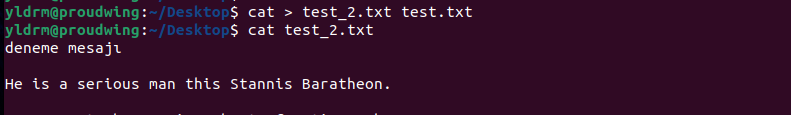 yldrm@proudwing:~/Desktop$ cat > test_2.txt test.txt
yldrm@proudwing:~/Desktop$ cat test_2.txt
deneme mesajı
He is a serious man this Stannis Baratheon.